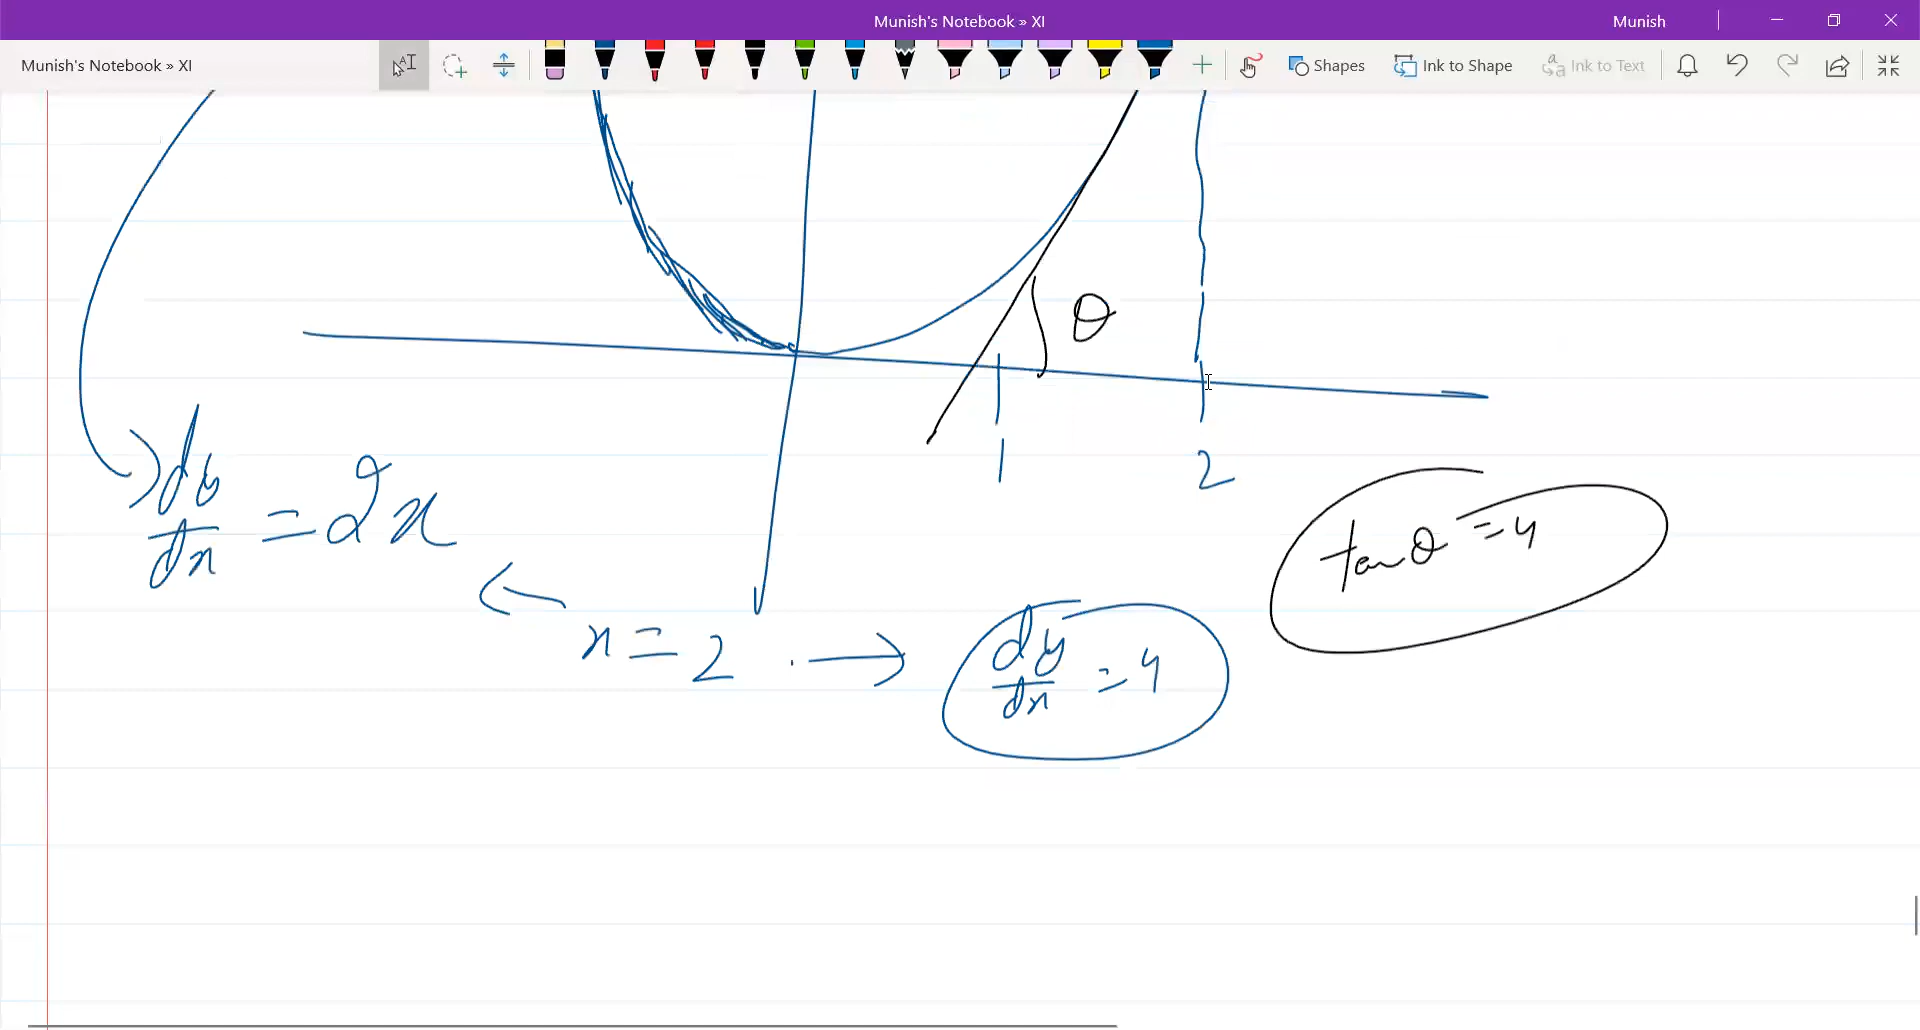 Munish's Notebook » XI
Munish
Munish's Notebook » XI
Shapes
Ink to Shape
Ink to Text
θ
1
2
dy/dx = 2x
tanθ = 4
x = 2 → dy/dx = 4